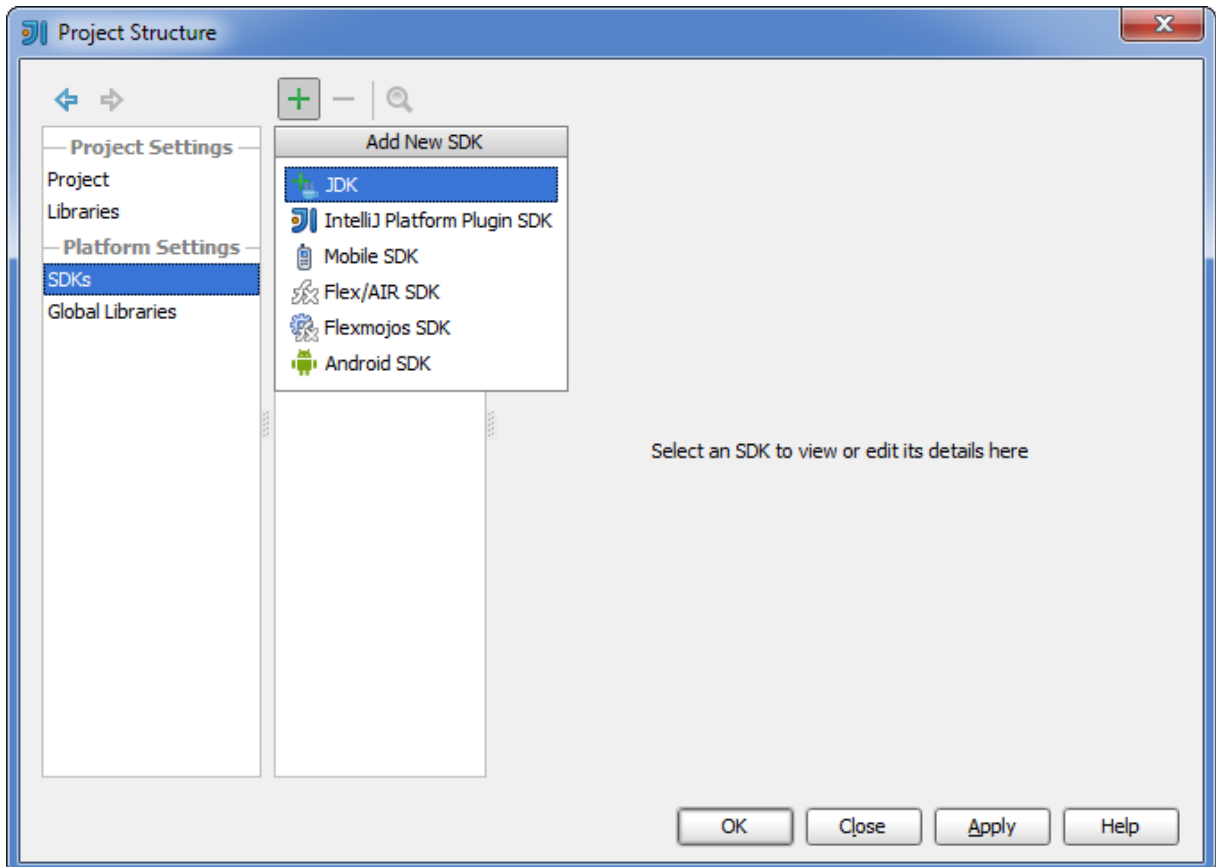 Project Structure
Project Settings
Project
Libraries
Platform Settings
SDKs
Global Libraries
Add New SDK
JDK
IntelliJ Platform Plugin SDK
Mobile SDK
Flex/AIR SDK
Flexmojos SDK
Android SDK
Select an SDK to view or edit its details here
OK
Close
Apply
Help